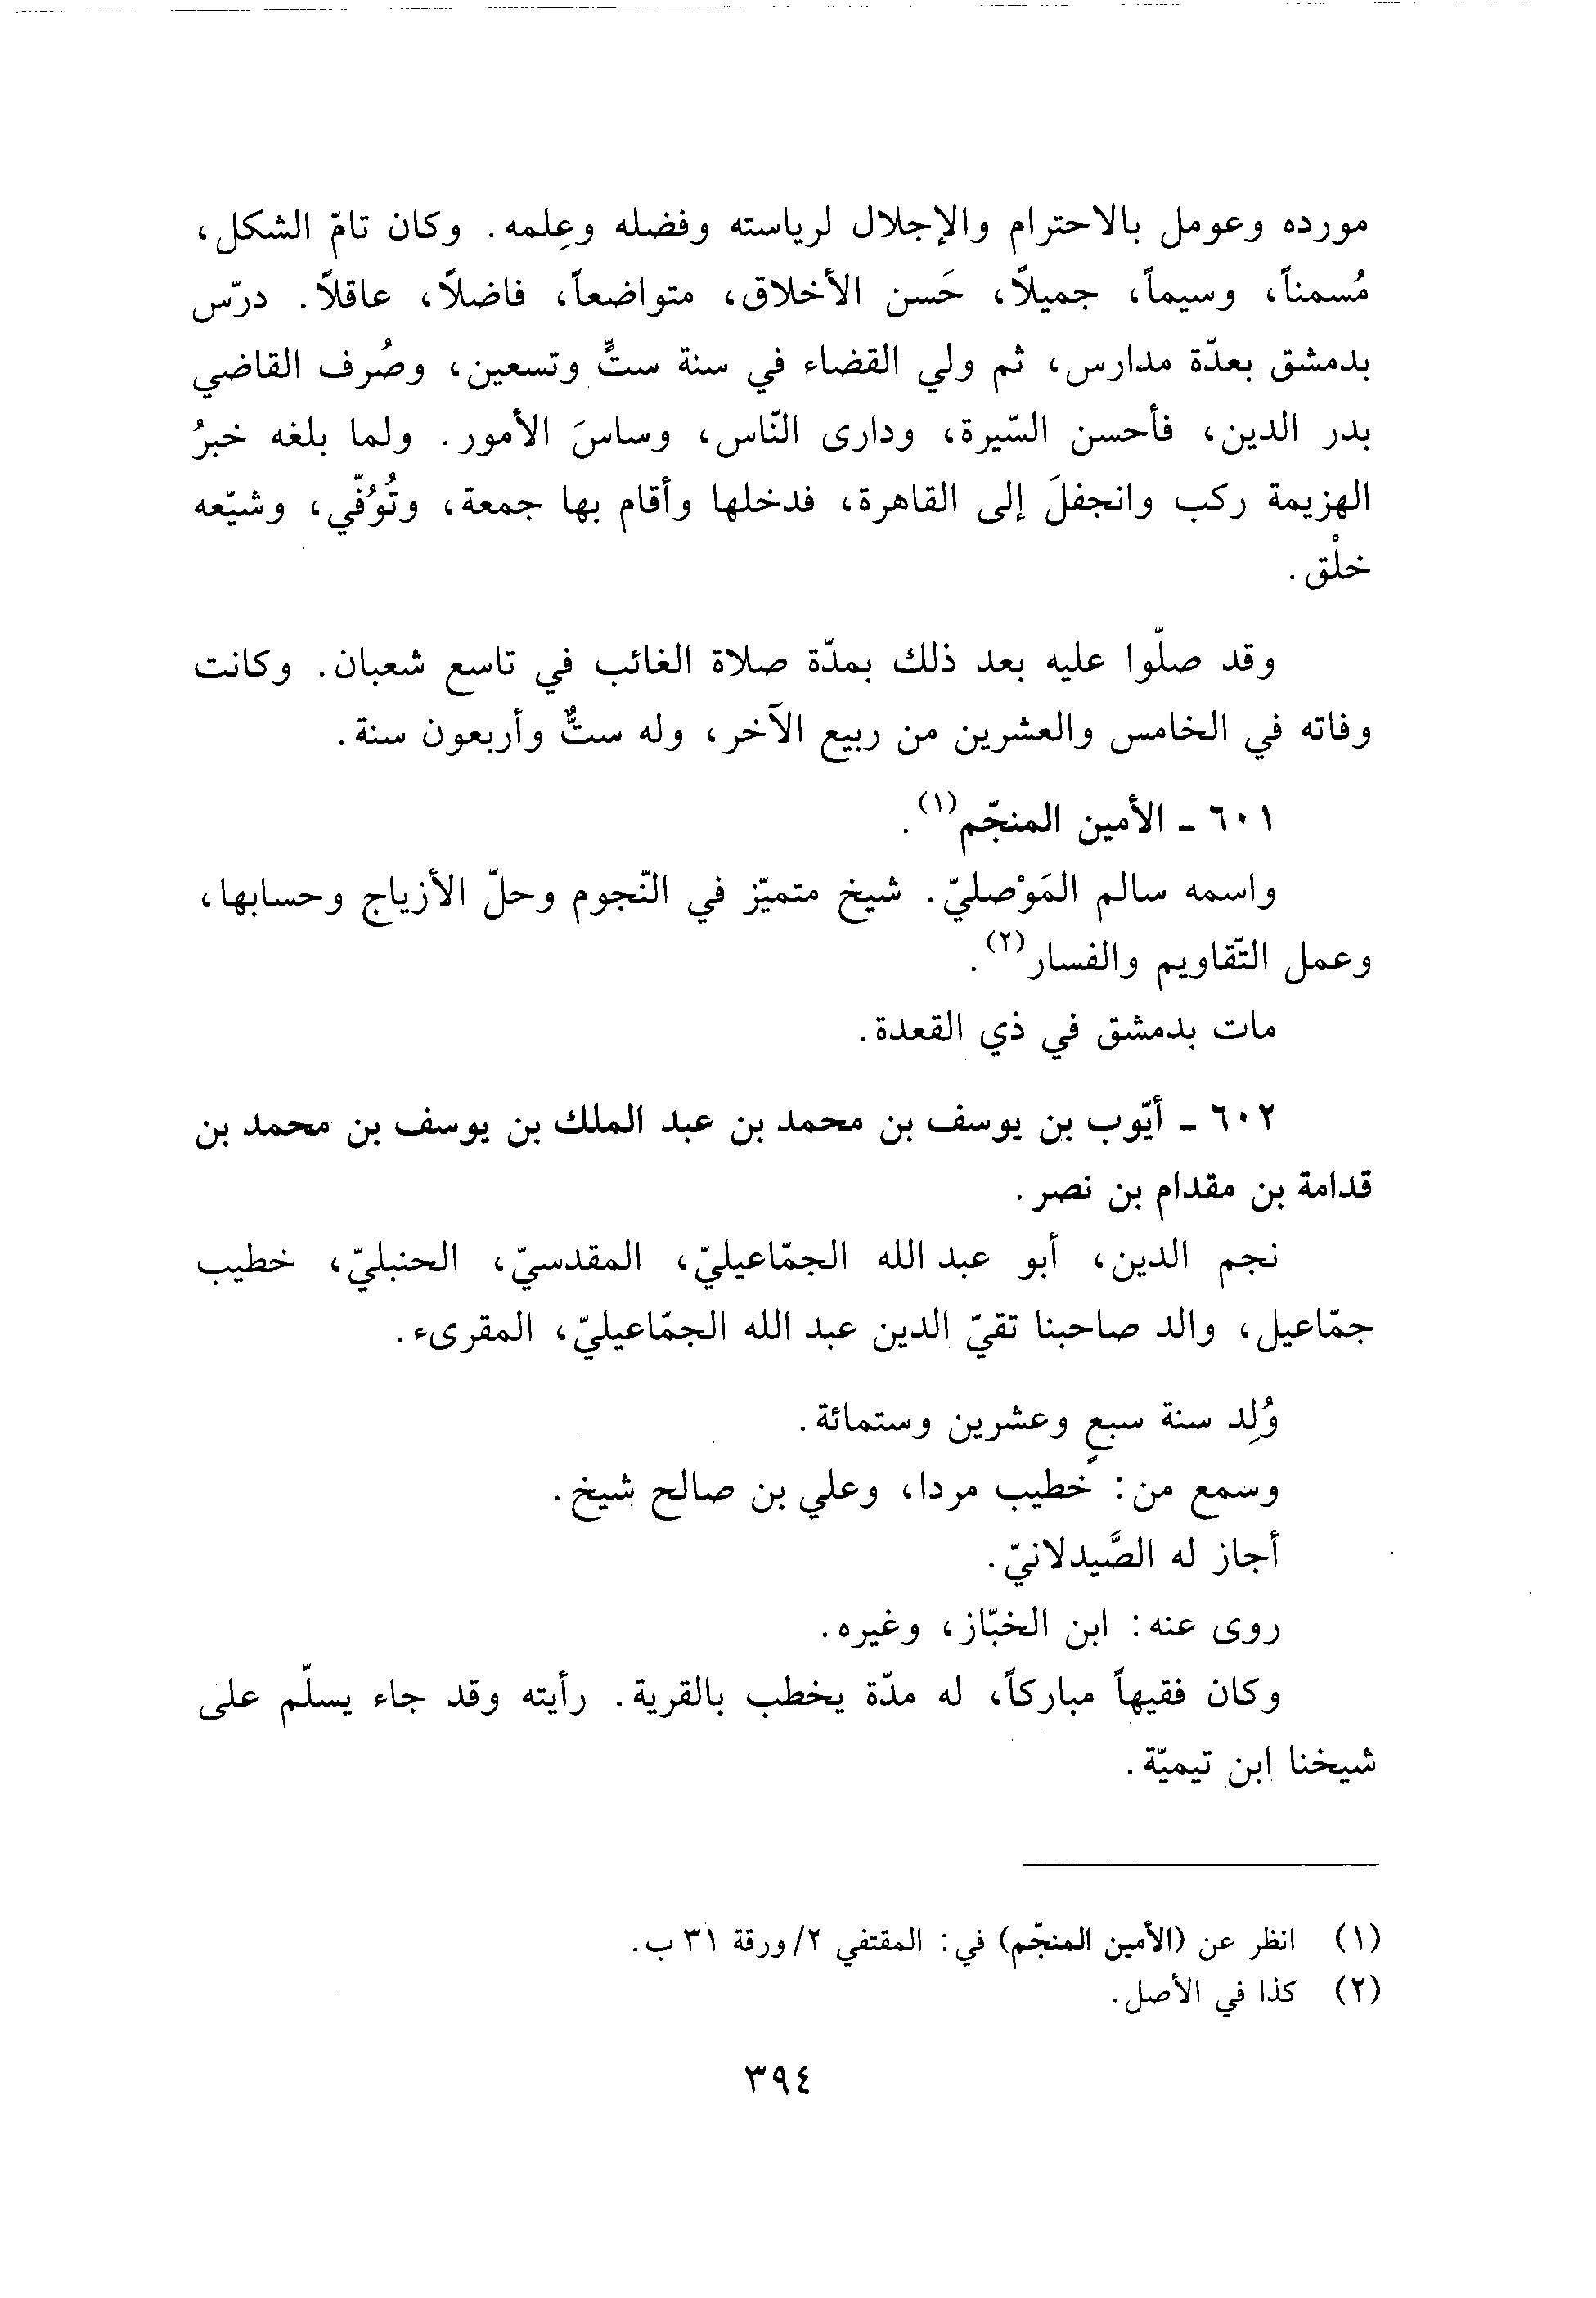 مورده وعومل بالاحترام والإجلال لرياسته وفضله وعِلمه. وكان تامّ الشكل،
مُسمناً، وسيماً، جميلاً، حَسن الأخلاق، متواضعاً، فاضلاً، عاقلاً. درّس
بدمشق بعدّة مدارس، ثم ولي القضاء في سنة ستٍّ وتسعين، وصُرف القاضي
بدر الدين، فأحسن السّيرة، ودارى النّاس، وساسَ الأمور. ولما بلغه خبرُ
الهزيمة ركب وانجفلَ إلى القاهرة، فدخلها وأقام بها جمعة، وتُوُفّي، وشيّعه
خلْق.
وقد صلّوا عليه بعد ذلك بمدّة صلاة الغائب في تاسع شعبان. وكانت
وفاته في الخامس والعشرين من ربيع الآخر، وله ستٌّ وأربعون سنة.
٦٠١ - الأمين المنجّم(١).
واسمه سالم المَوْصليّ. شيخ متميّز في النّجوم وحلّ الأزياج وحسابها،
وعمل التّقاويم والفسار(٢).
مات بدمشق في ذي القعدة.
٦٠٢ - أيّوب بن يوسف بن محمد بن عبد الملك بن يوسف بن محمد بن
قدامة بن مقدام بن نصر.
نجم الدين، أبو عبد الله الجمّاعيليّ، المقدسيّ، الحنبليّ، خطيب
جمّاعيل، والد صاحبنا تقيّ الدين عبد الله الجمّاعيليّ، المقرىء.
وُلِد سنة سبعٍ وعشرين وستمائة.
وسمع من: خطيب مردا، وعلي بن صالح شيخ.
أجاز له الصَّيدلانيّ.
روى عنه: ابن الخبّاز، وغيره.
وكان فقيهاً مباركاً، له مدّة يخطب بالقرية. رأيته وقد جاء يسلّم على
شيخنا ابن تيميّة.
(١) انظر عن (الأمين المنجّم) في: المقتفي ٢/ورقة ٣١ ب.
(٢) كذا في الأصل.
٣٩٤